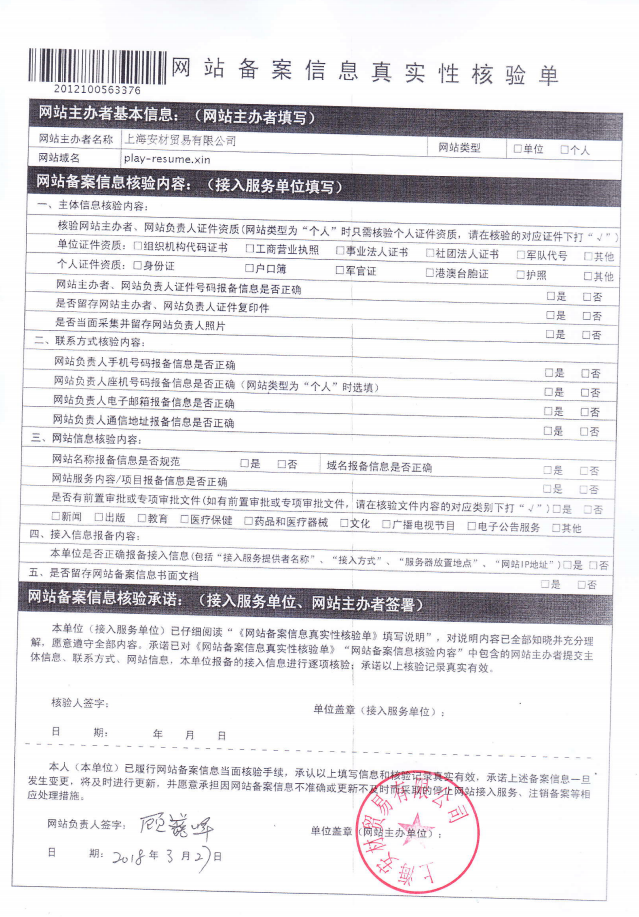 网站备案信息真实性核验单
2012100563376
网站主办者基本信息：（网站主办者填写）
网站主办者名称 上海安材贸易有限公司 网站类型 □单位 □个人
网站域名 play-resume.xin
网站备案信息核验内容：（接入服务单位填写）
一、主体信息核验内容：
核验网站主办者、网站负责人证件资质(网站类型为“个人”时只需核验个人证件资质，请在核验的对应证件下打“√”)
单位证件资质：□组织机构代码证书 □工商营业执照 □事业法人证书 □社团法人证书 □军队代号 □其他
个人证件资质：□身份证 □户口簿 □军官证 □港澳台胞证 □护照 □其他
网站主办者、网站负责人证件号码报备信息是否正确 □是 □否
是否留存网站主办者、网站负责人证件复印件 □是 □否
是否当面采集并留存网站负责人照片 □是 □否
二、联系方式核验内容：
网站负责人手机号码报备信息是否正确 □是 □否
网站负责人座机号码报备信息是否正确（网站类型为“个人”时选填） □是 □否
网站负责人电子邮箱报备信息是否正确 □是 □否
网站负责人通信地址报备信息是否正确 □是 □否
三、网站信息核验内容：
网站名称报备信息是否规范 □是 □否 域名报备信息是否正确 □是 □否
网站服务内容/项目报备信息是否正确 □是 □否
是否有前置审批或专项审批文件(如有前置审批或专项审批文件，请在核验文件内容的对应类别下打“√”)□是 □否
□新闻 □出版 □教育 □医疗保健 □药品和医疗器械 □文化 □广播电视节目 □电子公告服务 □其他
四、接入信息报备内容：
本单位是否正确报备接入信息(包括“接入服务提供者名称”、“接入方式”、“服务器放置地点”、“网站IP地址”)□是 □否
五、是否留存网站备案信息书面文档 □是 □否
网站备案信息核验承诺：（接入服务单位、网站主办者签署）
本单位（接入服务单位）已仔细阅读“《网站备案信息真实性核验单》填写说明”，对说明内容已全部知晓并充分理
解，愿意遵守全部内容。承诺已对《网站备案信息真实性核验单》“网站备案信息核验内容”中包含的网站主办者提交主
体信息、联系方式、网站信息，本单位报备的接入信息进行逐项核验；承诺以上核验记录真实有效。
核验人签字： 单位盖章（接入服务单位）：
日 期： 年 月 日
本人（本单位）已履行网站备案信息当面核验手续，承认以上填写信息和核验记录真实有效，承诺上述备案信息一旦
发生变更，将及时进行更新，并愿意承担因网站备案信息不准确或更新不及时而采取的停止网站接入服务、注销备案等相
应处理措施。
网站负责人签字： 单位盖章（网站主办单位）：
日 期：2018年3月27日
上海安材贸易有限公司